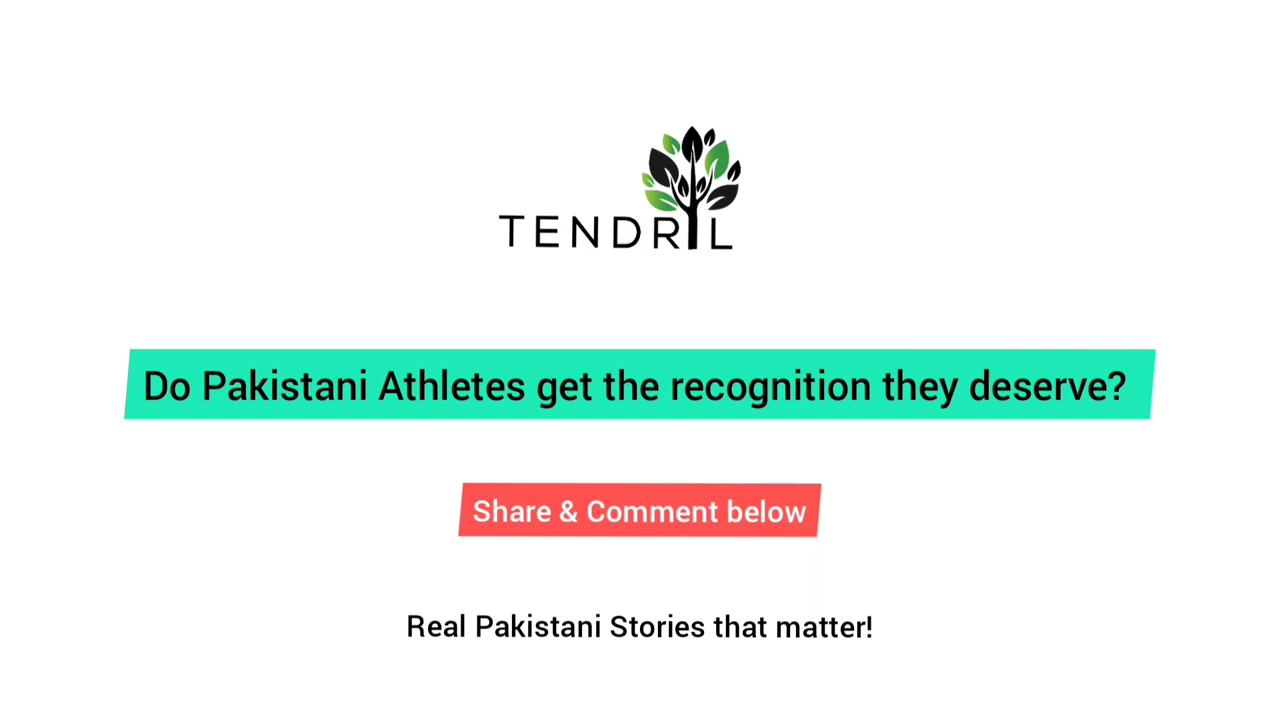 TENDRIL
Do Pakistani Athletes get the recognition they deserve?
Share & Comment below
Real Pakistani Stories that matter!